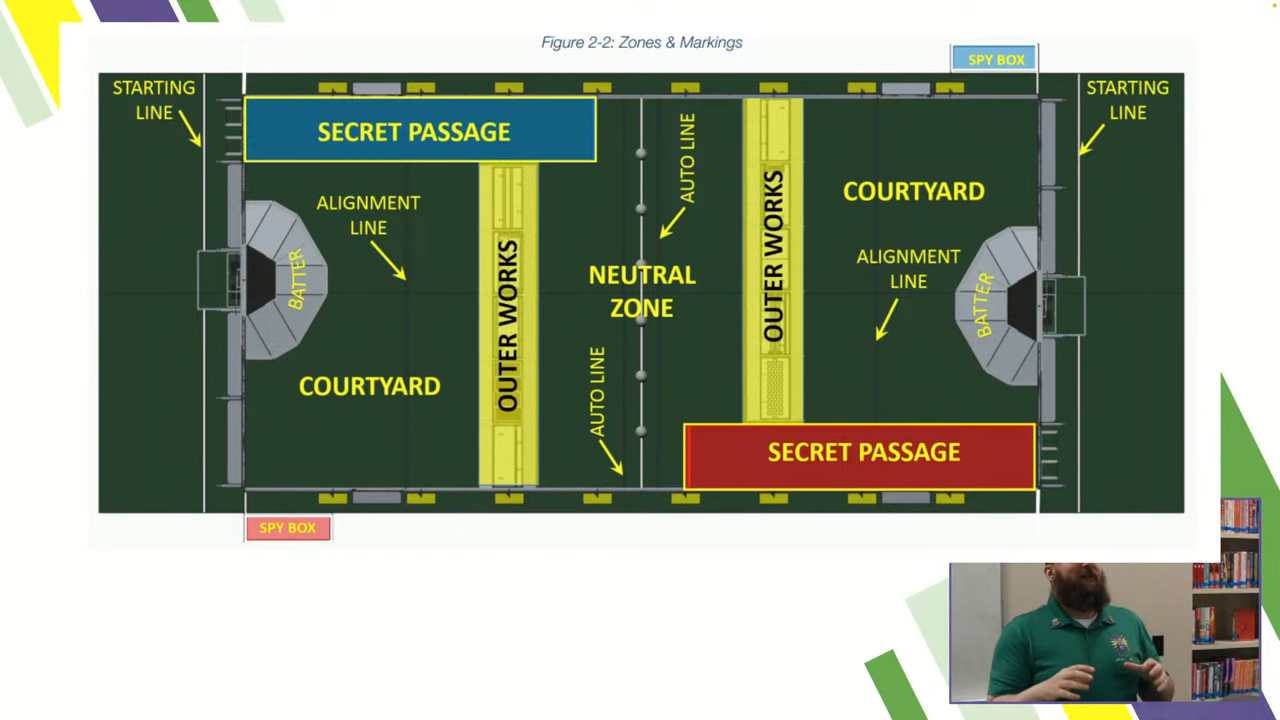 Figure 2-2: Zones & Markings
SPY BOX
STARTING
LINE
STARTING
LINE
SECRET PASSAGE
AUTO LINE
ALIGNMENT
LINE
COURTYARD
OUTER WORKS
OUTER WORKS
BATTER
NEUTRAL
ZONE
ALIGNMENT
LINE
BATTER
COURTYARD
AUTO LINE
SECRET PASSAGE
SPY BOX